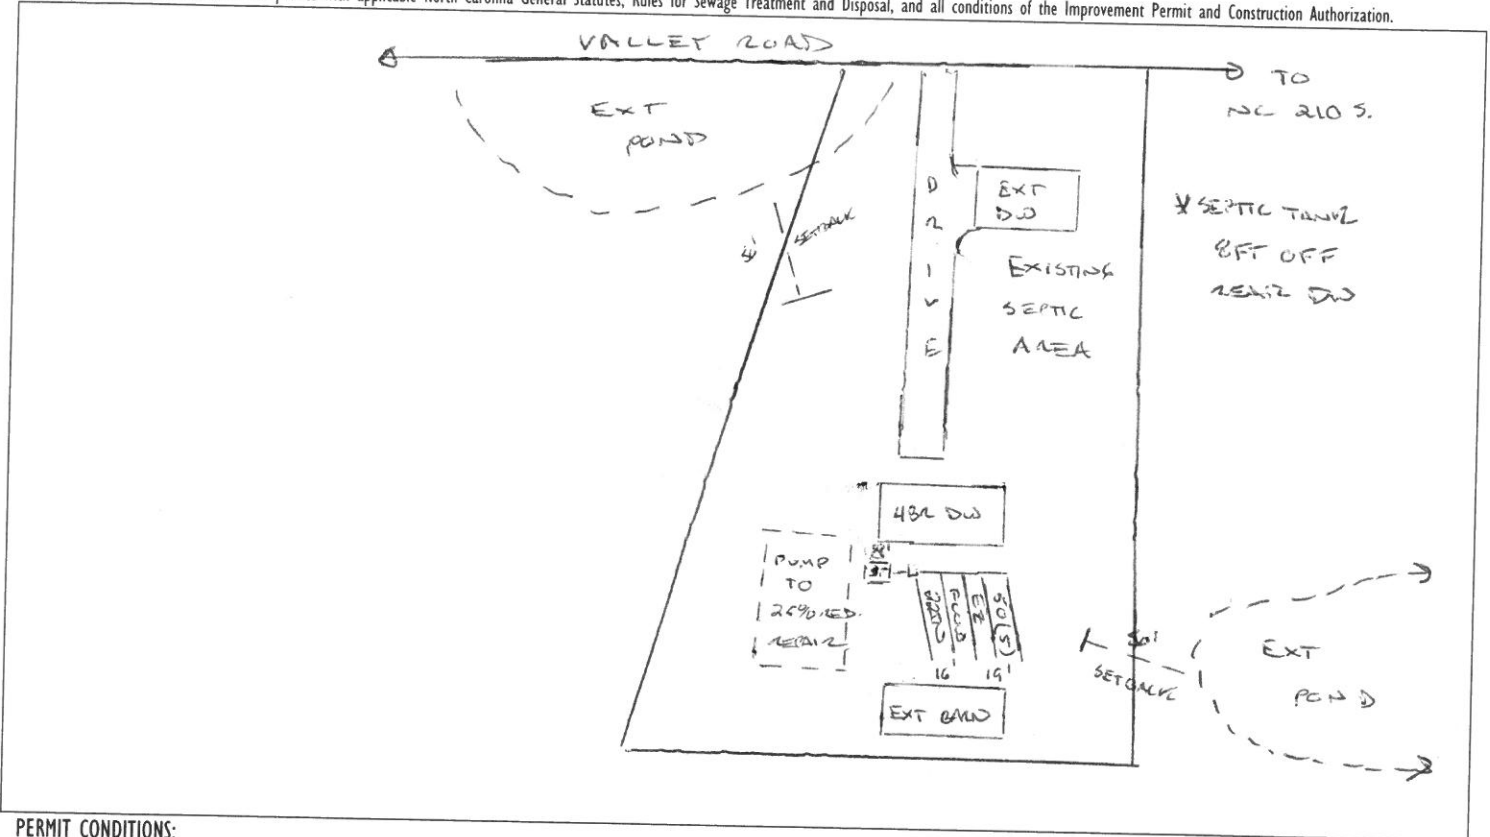 applicable North Carolina General Statutes, Rules for Sewage Treatment and Disposal, and all conditions of the Improvement Permit and Construction Authorization.
VALLEY ROAD
TO
NC 210 S.
EXT
POND
DRIVE
EXT
DW
SETBACK
EXISTING
SEPTIC
AREA
* SEPTIC TANK
8FT OFF
REAR DW
4BR DW
8'
PUMP
TO
25% RED.
REPAIR
EZ
50(S)
16' 19'
EXT BARN
50'
SETBACK
EXT
POND
PERMIT CONDITIONS: